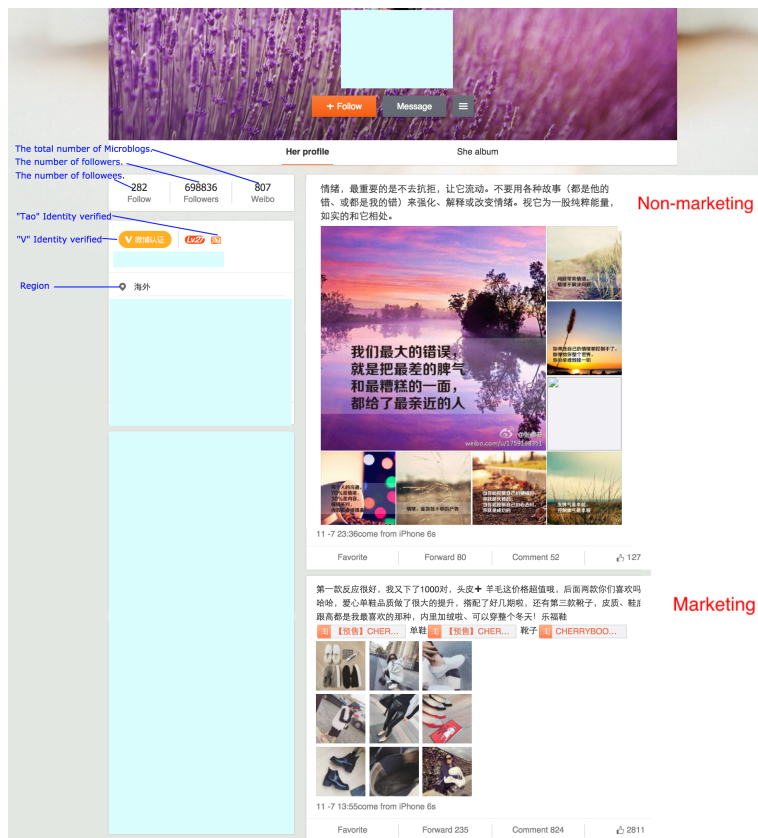 + Follow
Message
Her profile
She album
The total number of Microblogs.
The number of followers.
The number of followees.
282
698836
807
Follow
Followers
Weibo
"Tao" Identity verified
"V" Identity verified
V 微博认证
Lv27
Region
海外
情绪，最重要的是不去抗拒，让它流动。不要用各种故事（都是他的
错、或都是我的错）来强化、解释或改变情绪。视它为一股纯粹能量，
如实的和它相处。
Non-marketing
我们最大的错误，
就是把最差的脾气
和最糟糕的一面，
都给了最亲近的人
11 -7 23:36come from iPhone 6s
Favorite
Forward 80
Comment 52
127
第一款反应很好，我又下了1000对，头皮➕ 羊毛这价格超值哦，后面两款你们喜欢吗
哈哈，爱心单鞋品质做了很大的提升，搭配了好几期啦，还有第三款靴子，皮质、鞋底
跟高都是我最喜欢的那种，内里加绒啦、可以穿整个冬天！乐福鞋
【预售】CHER... 单鞋 【预售】CHER... 靴子 CHERRYBOO...
Marketing
11 -7 13:55come from iPhone 6s
Favorite
Forward 235
Comment 824
2811